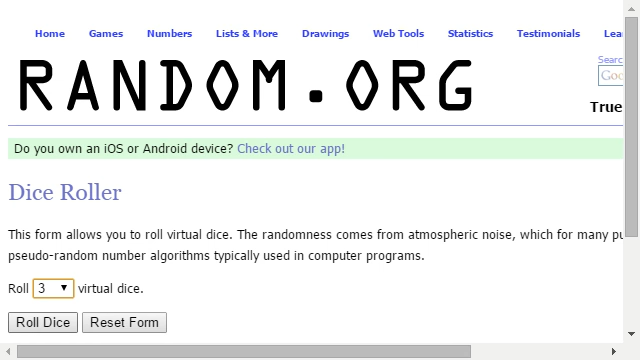 Home Games Numbers Lists & More Drawings Web Tools Statistics Testimonials
RANDOM.ORG
Searc
Goo
True
Do you own an iOS or Android device? Check out our app!
Dice Roller
This form allows you to roll virtual dice. The randomness comes from atmospheric noise, which for many
pseudo-random number algorithms typically used in computer programs.
Roll 3 virtual dice.
Roll Dice Reset Form